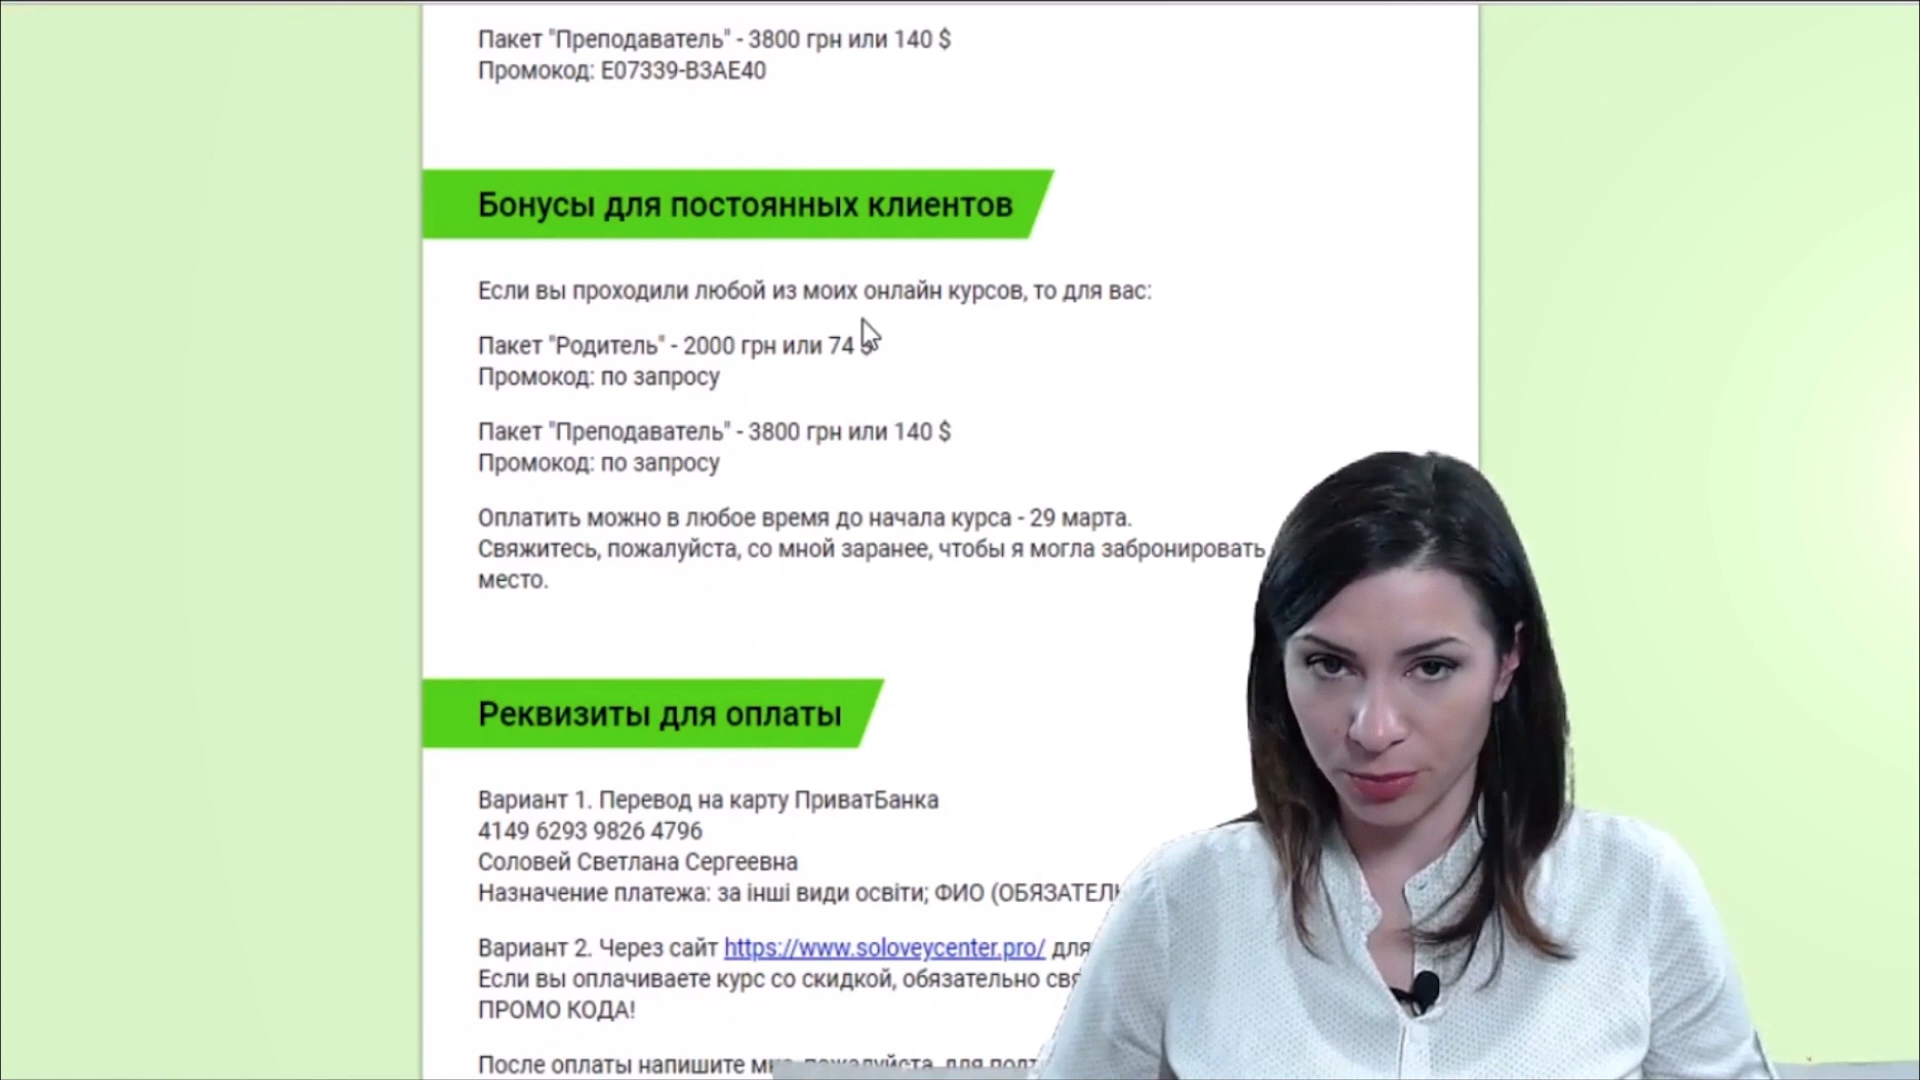 Пакет "Преподаватель" - 3800 грн или 140 $
Промокод: E07339-B3AE40
Бонусы для постоянных клиентов
Если вы проходили любой из моих онлайн курсов, то для вас:
Пакет "Родитель" - 2000 грн или 74
Промокод: по запросу
Пакет "Преподаватель" - 3800 грн или 140 $
Промокод: по запросу
Оплатить можно в любое время до начала курса - 29 марта.
Свяжитесь, пожалуйста, со мной заранее, чтобы я могла забронировать
место.
Реквизиты для оплаты
Вариант 1. Перевод на карту ПриватБанка
4149 6293 9826 4796
Соловей Светлана Сергеевна
Назначение платежа: за інші види освіти; ФИО
Вариант 2. Через сайт https://www.soloveycenter.pro/ для
Если вы оплачиваете курс со скидкой, обязательно
ПРОМО КОДА!
После оплаты напишите мне, пожалуйста, для